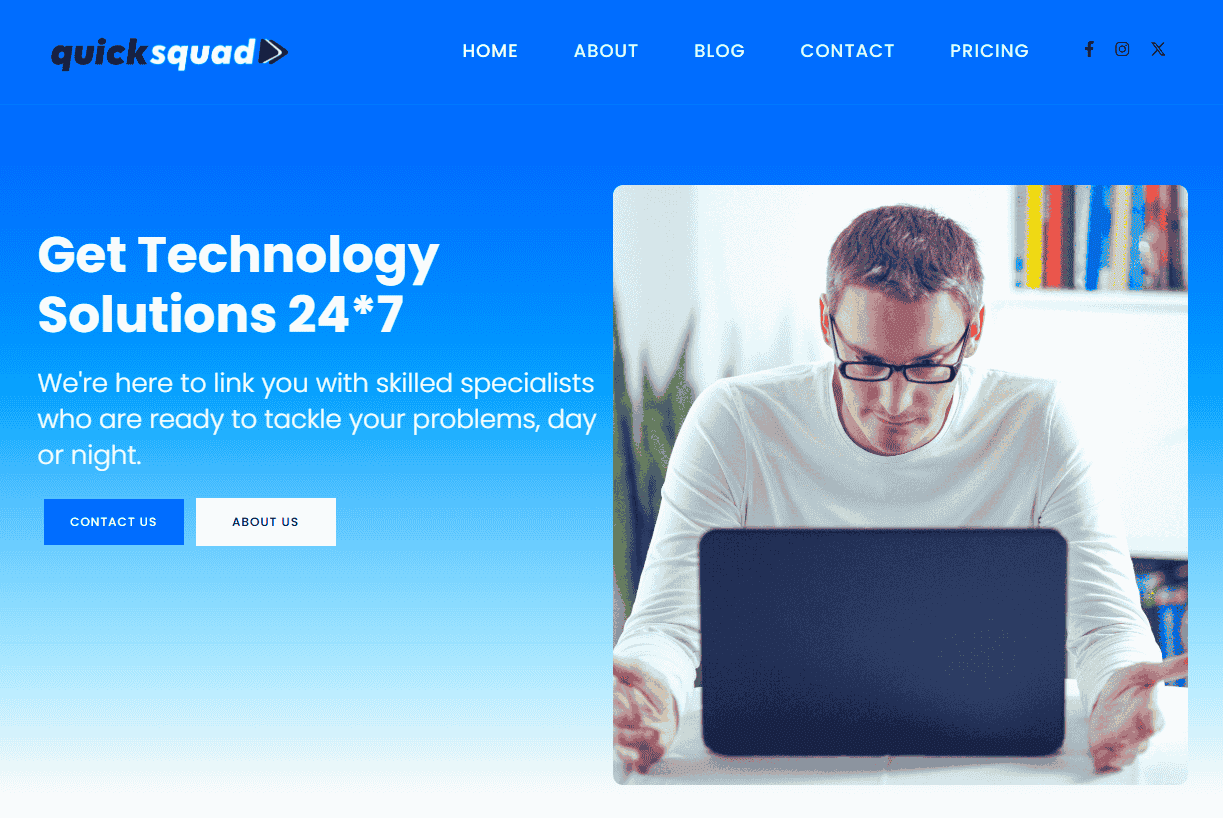 quicksquad
HOME ABOUT BLOG CONTACT PRICING
Get Technology
Solutions 24*7
We're here to link you with skilled specialists
who are ready to tackle your problems, day
or night.
CONTACT US ABOUT US